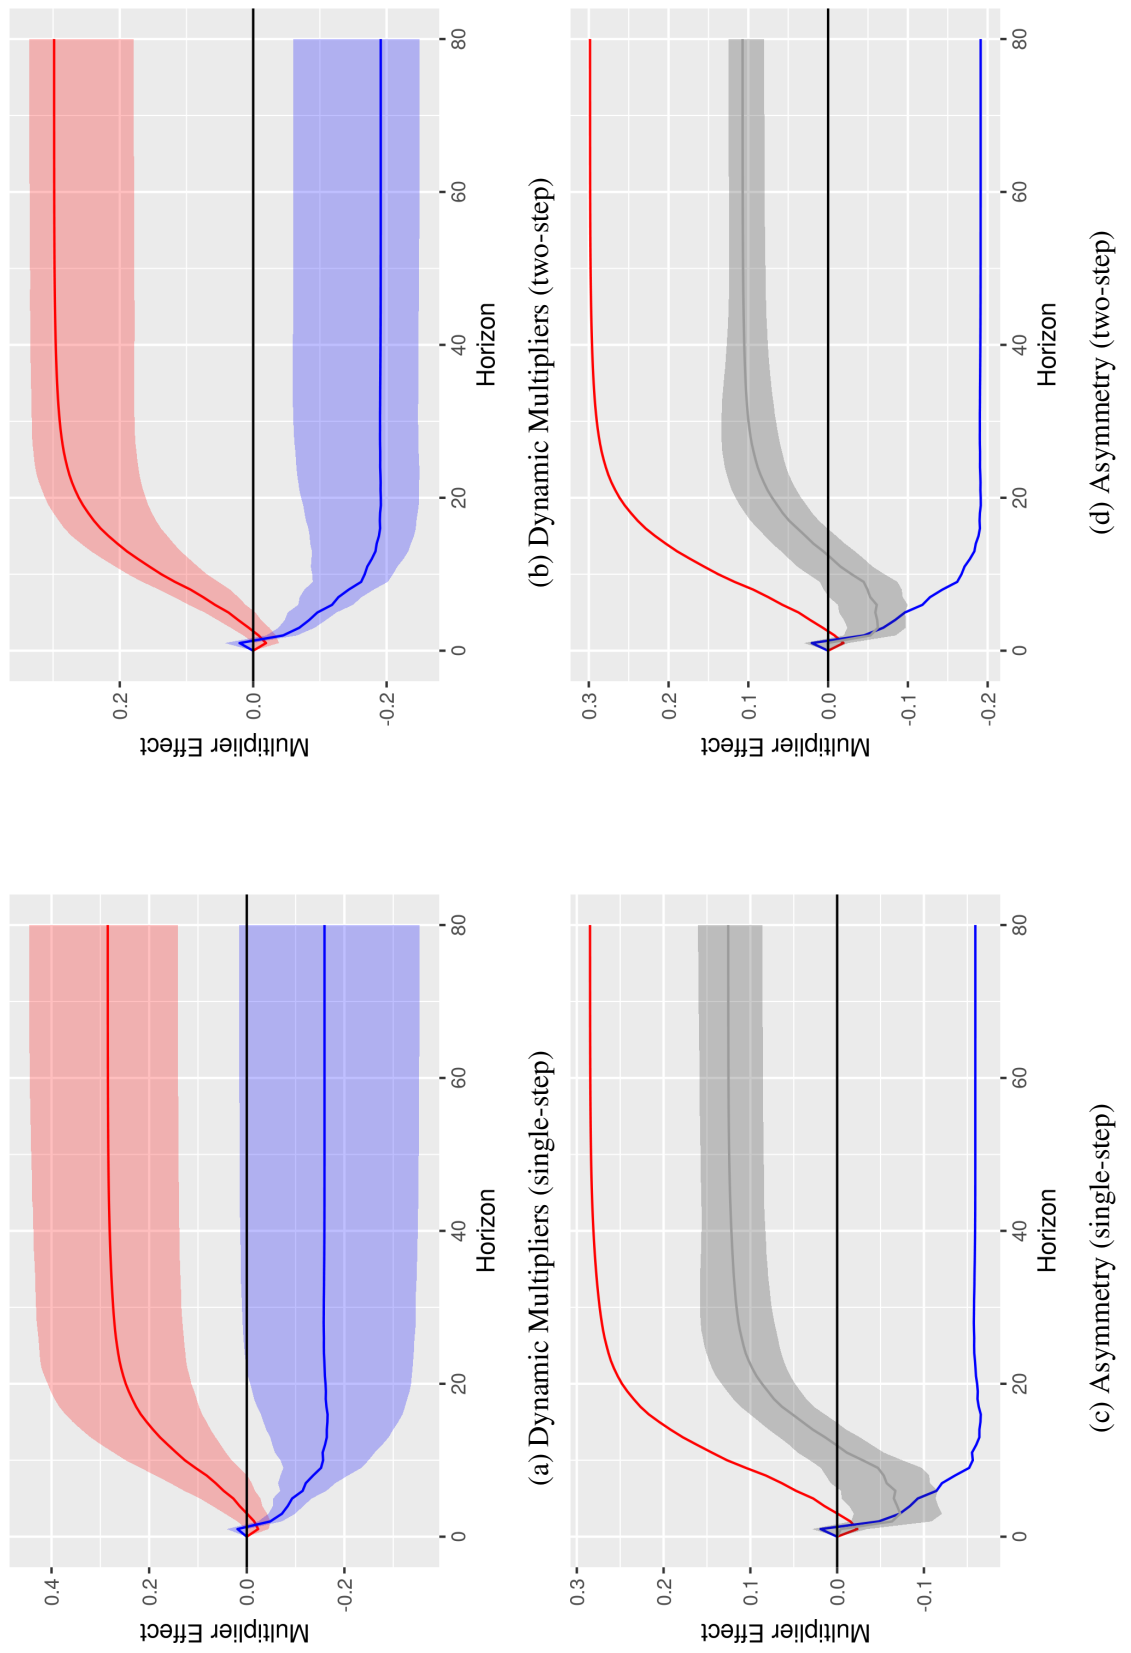 Multiplier Effect
0.4
0.2
0.0
-0.2
0 20 40 60 80
Horizon
(a) Dynamic Multipliers (single-step)
Multiplier Effect
0.2
0.0
-0.2
0 20 40 60 80
Horizon
(b) Dynamic Multipliers (two-step)
Multiplier Effect
0.3
0.2
0.1
0.0
-0.1
0 20 40 60 80
Horizon
(c) Asymmetry (single-step)
Multiplier Effect
0.3
0.2
0.1
0.0
-0.1
-0.2
0 20 40 60 80
Horizon
(d) Asymmetry (two-step)